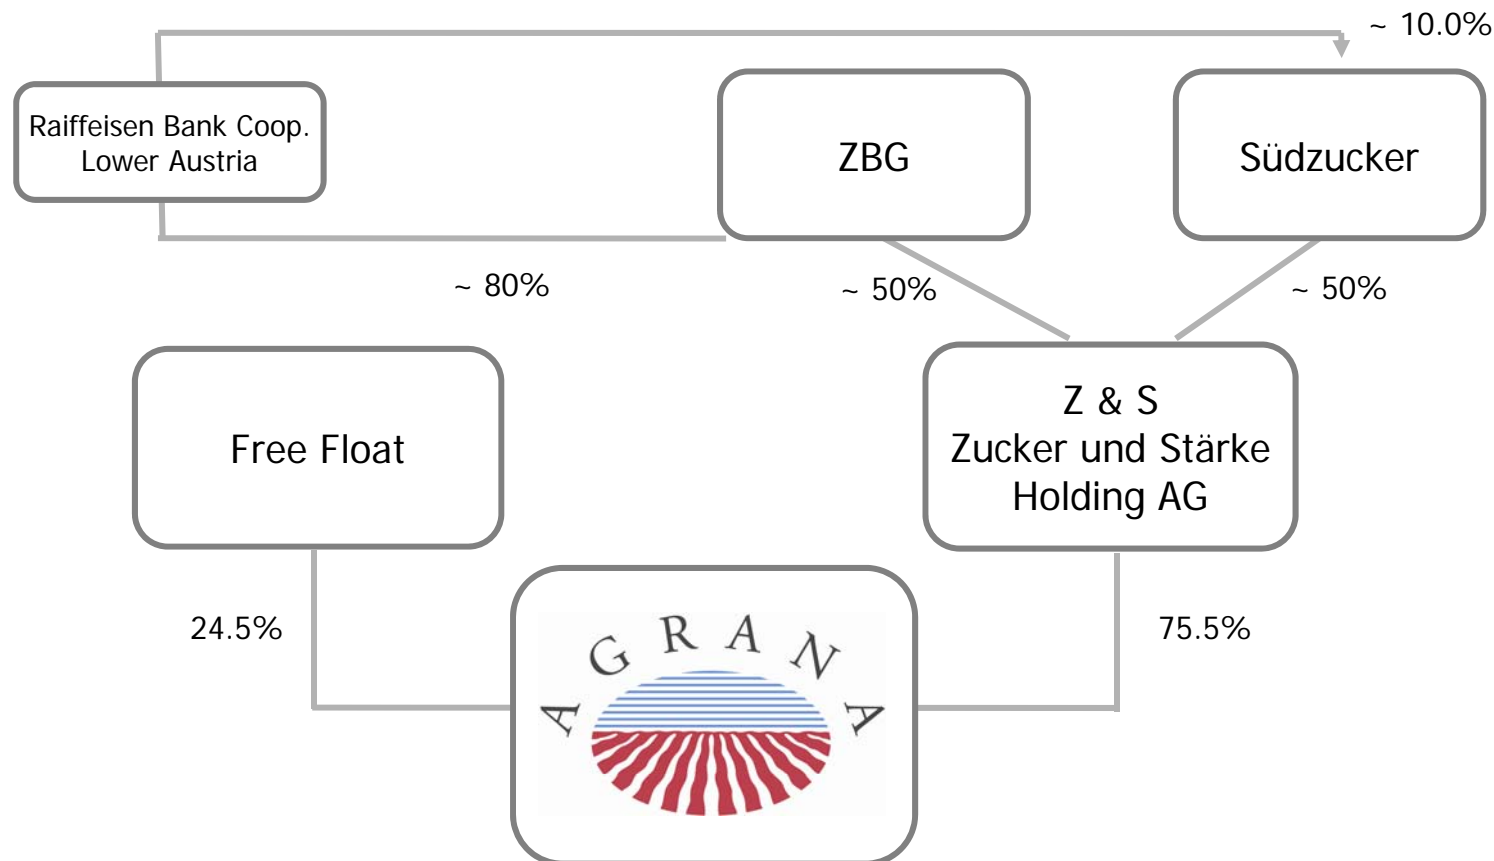 ~ 10.0%
Raiffeisen Bank Coop.
Lower Austria
ZBG
Südzucker
~ 80%
~ 50%
~ 50%
Free Float
Z & S
Zucker und Stärke
Holding AG
24.5%
75.5%
AGRANA